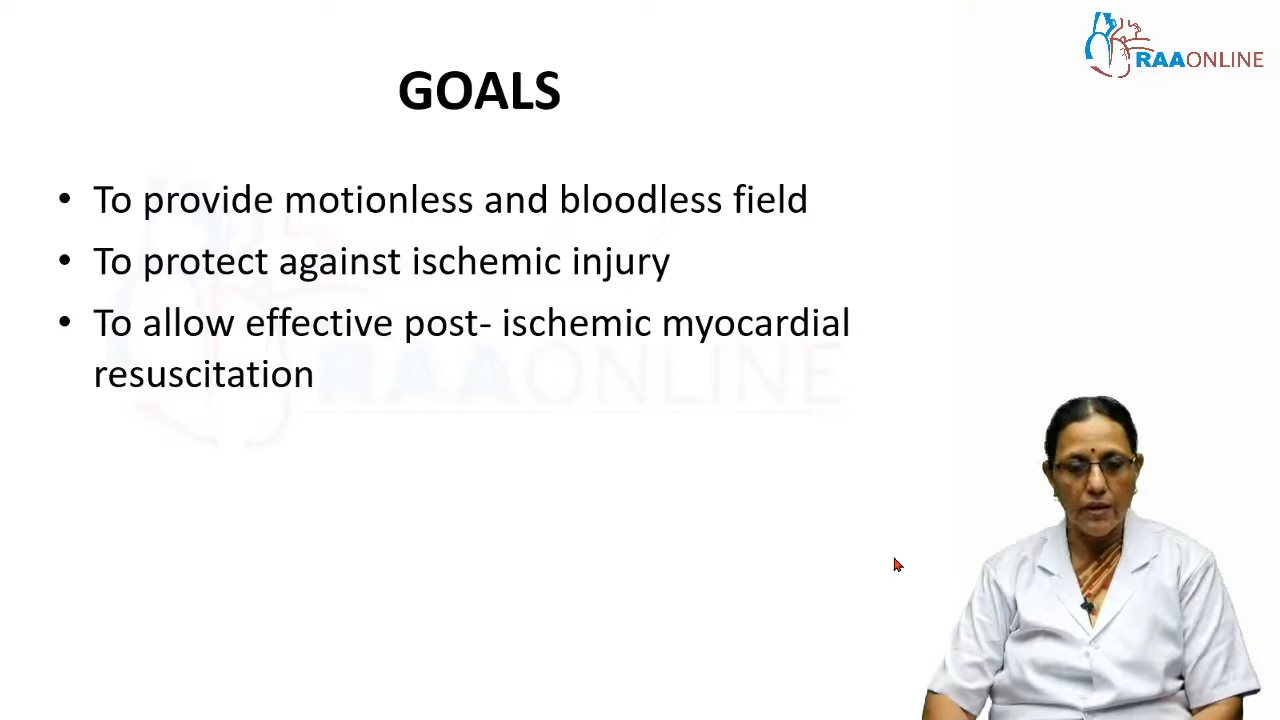 RAAONLINE
GOALS
• To provide motionless and bloodless field
• To protect against ischemic injury
• To allow effective post- ischemic myocardial
resuscitation
RAAONLINE